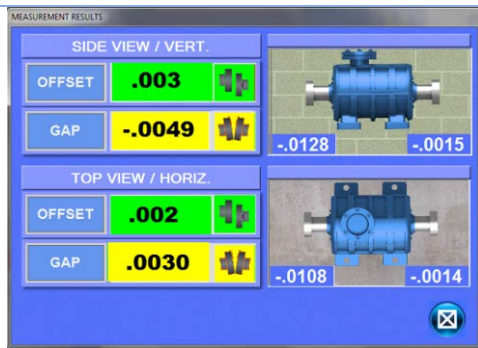 MEASUREMENT RESULTS
SIDE VIEW / VERT.
OFFSET .003
GAP -.0049
-.0128 -.0015
TOP VIEW / HORIZ.
OFFSET .002
GAP .0030
-.0108 -.0014